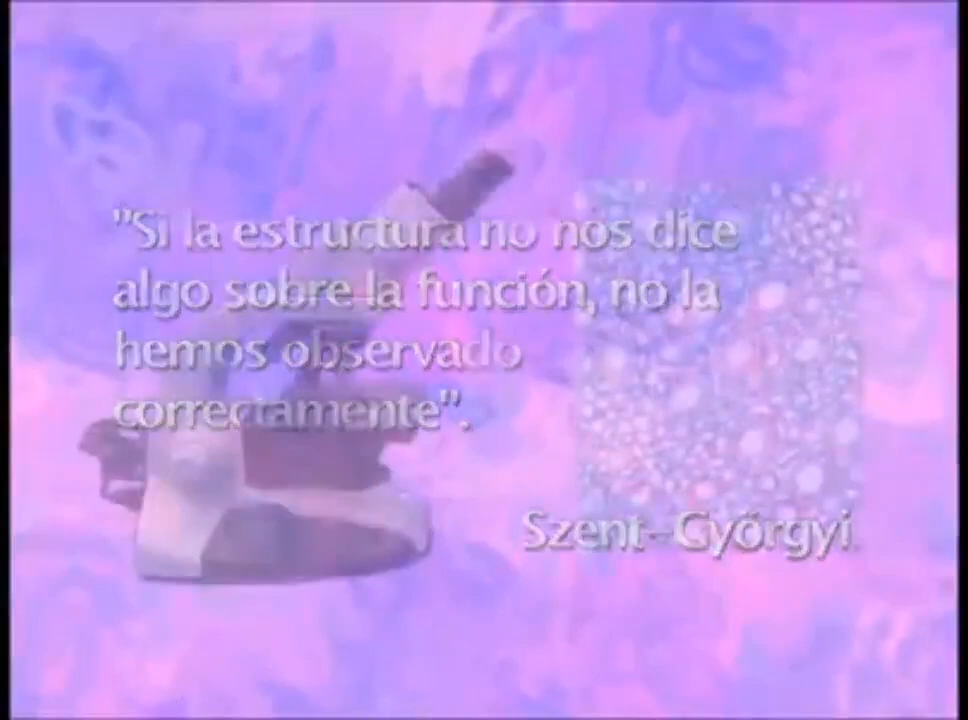 "Si la estructura no nos dice
algo sobre la función, no la
hemos observado
correctamente".
Szent-Györgyi.